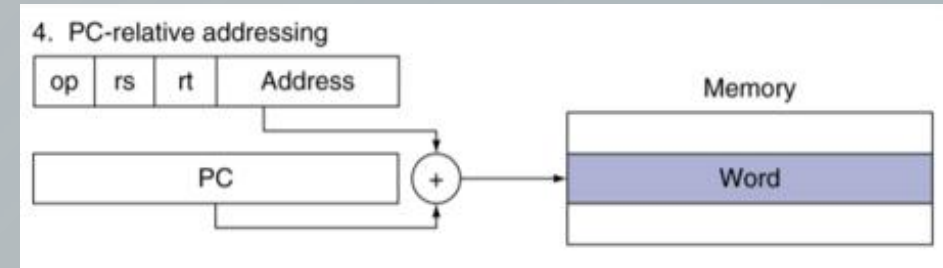 4. PC-relative addressing
op rs rt Address
Memory
PC
+
Word